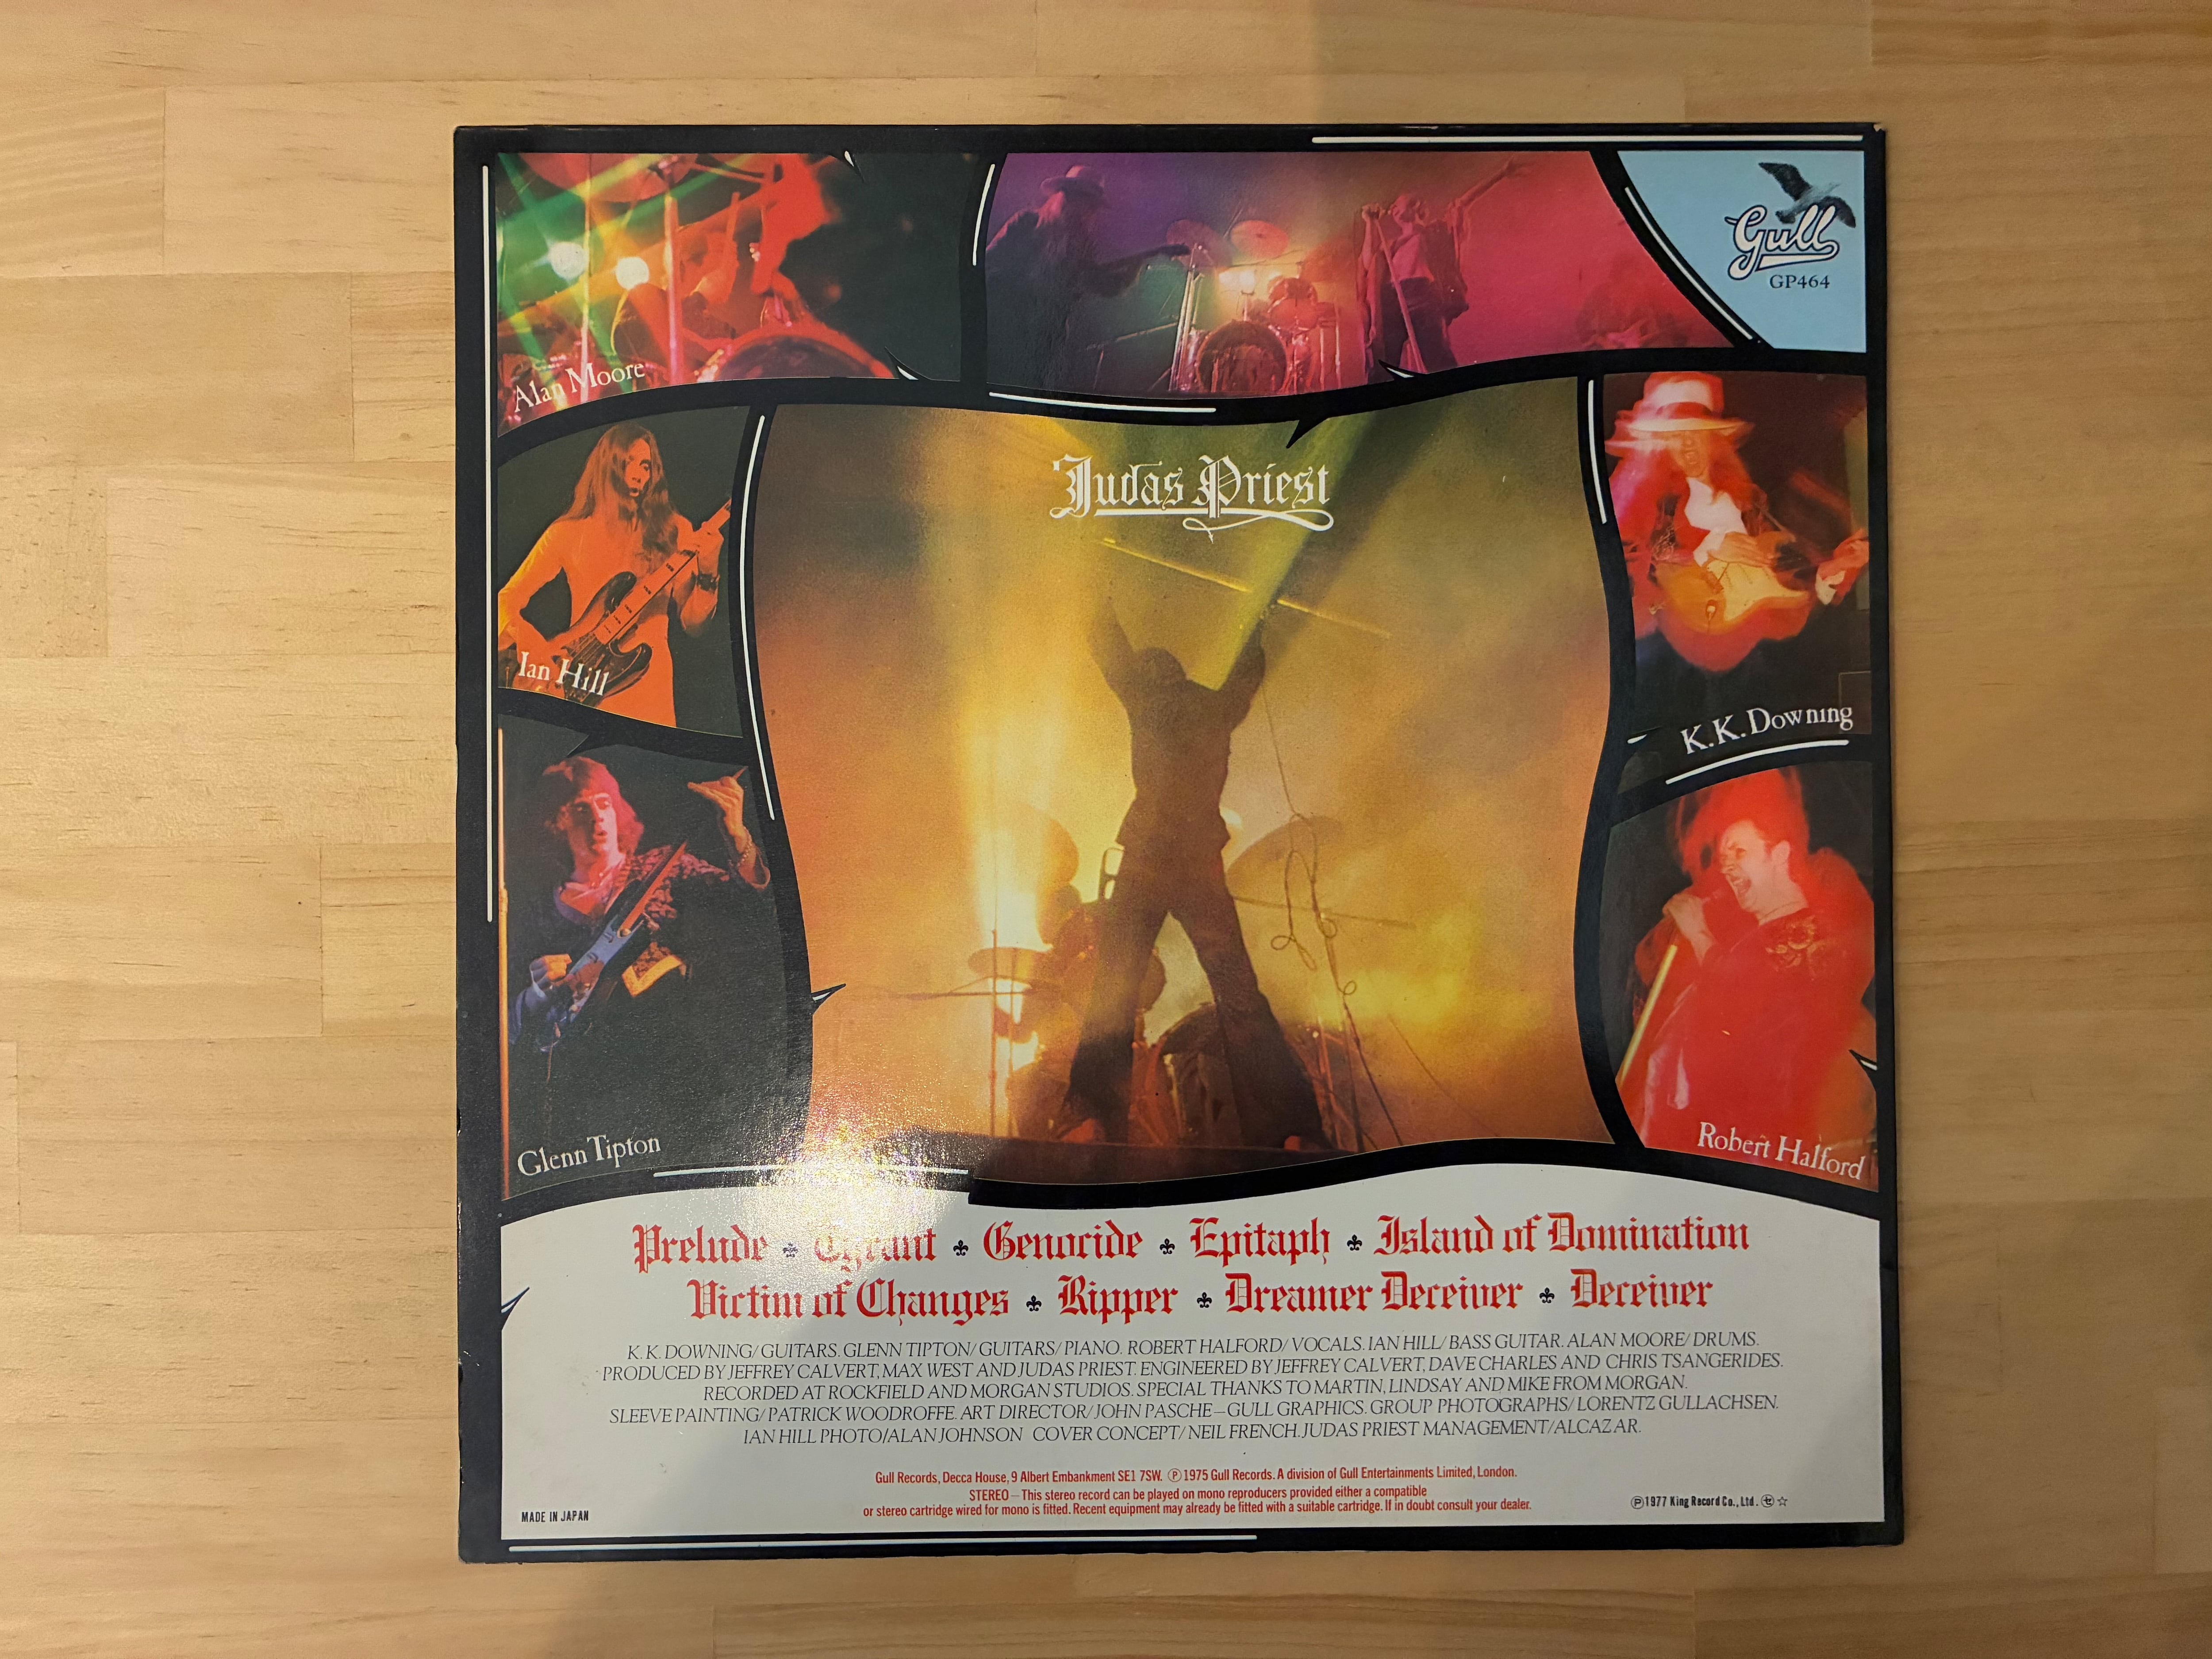 Gull
GP464
Alan Moore
Judas Priest
Ian Hill
K.K. Downing
Glenn Tipton
Robert Halford
Prelude Tyrant Genocide Epitaph Island of Domination
Victim of Changes Ripper Dreamer Deceiver Deceiver
K. K. DOWNING/ GUITARS. GLENN TIPTON/ GUITARS/ PIANO. ROBERT HALFORD/ VOCALS. IAN HILL/ BASS GUITAR. ALAN MOORE/ DRUMS.
PRODUCED BY JEFFREY CALVERT, MAX WEST AND JUDAS PRIEST. ENGINEERED BY JEFFREY CALVERT, DAVE CHARLES AND CHRIS TSANGERIDES.
RECORDED AT ROCKFIELD AND MORGAN STUDIOS. SPECIAL THANKS TO MARTIN, LINDSAY AND MIKE FROM MORGAN.
SLEEVE PAINTING/ PATRICK WOODROFFE. ART DIRECTOR/ JOHN PASCHE—GULL GRAPHICS. GROUP PHOTOGRAPHS/ LORENTZ GULLACHSEN.
IAN HILL PHOTO/ALAN JOHNSON COVER CONCEPT/ NEIL FRENCH. JUDAS PRIEST MANAGEMENT/ALCAZAR.
Gull Records, Decca House, 9 Albert Embankment SE1 7SW. ℗ 1975 Gull Records. A division of Gull Entertainments Limited, London.
STEREO — This stereo record can be played on mono reproducers provided either a compatible
or stereo cartridge wired for mono is fitted. Recent equipment may already be fitted with a suitable cartridge. If in doubt consult your dealer.
℗1977 King Record Co., Ltd. ☆
MADE IN JAPAN